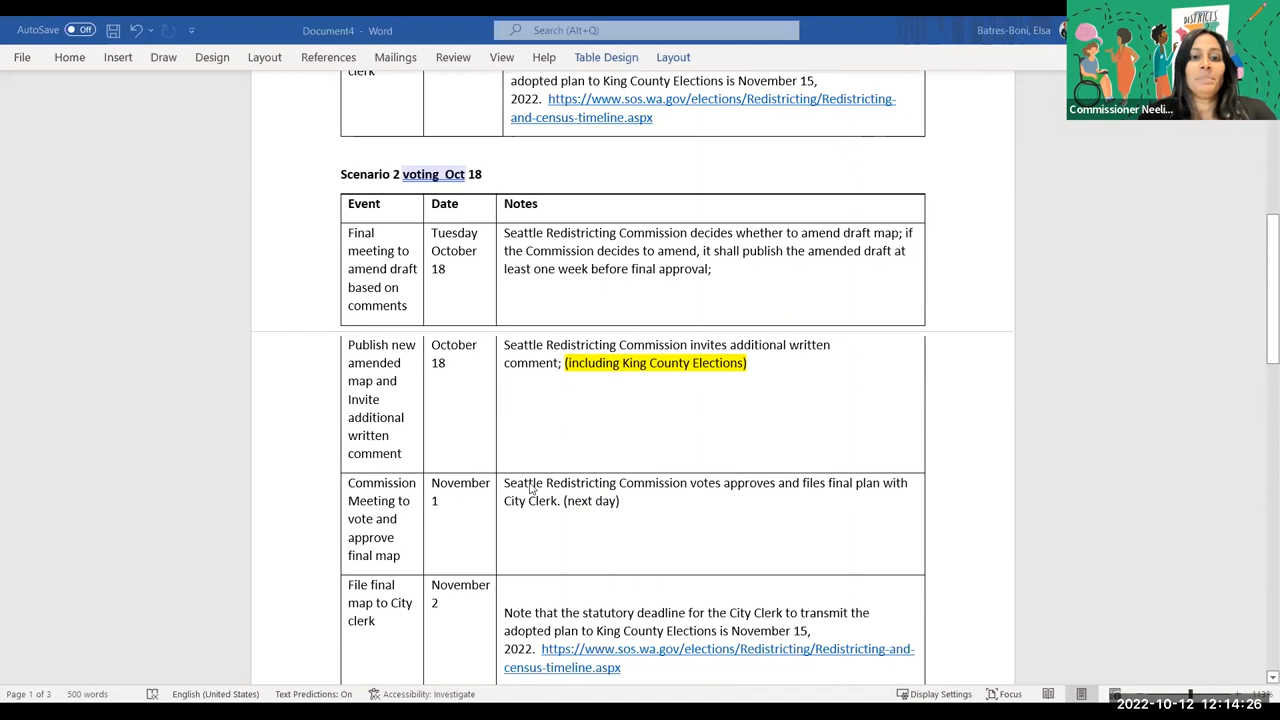 AutoSave Off
Document4 - Word
Search (Alt+Q)
Batres-Boni, Elsa
DISTRICTS
File Home Insert Draw Design Layout References Mailings Review View Help Table Design Layout
Commissioner Neeli...
clerk
adopted plan to King County Elections is November 15,
2022. https://www.sos.wa.gov/elections/Redistricting/Redistricting-
and-census-timeline.aspx
Scenario 2 voting Oct 18
Event Date Notes
Final
meeting to
amend draft
based on
comments
Tuesday
October
18
Seattle Redistricting Commission decides whether to amend draft map; if
the Commission decides to amend, it shall publish the amended draft at
least one week before final approval;
Publish new
amended
map and
Invite
additional
written
comment
October
18
Seattle Redistricting Commission invites additional written
comment; (including King County Elections)
Commission
Meeting to
vote and
approve
final map
November
1
Seattle Redistricting Commission votes approves and files final plan with
City Clerk. (next day)
File final
map to City
clerk
November
2
Note that the statutory deadline for the City Clerk to transmit the
adopted plan to King County Elections is November 15,
2022. https://www.sos.wa.gov/elections/Redistricting/Redistricting-and-
census-timeline.aspx
Page 1 of 3 500 words English (United States) Text Predictions: On Accessibility: Investigate Display Settings Focus 113%
2022-10-12 12:14:26